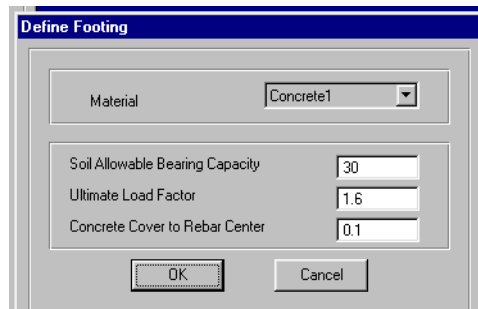 Define Footing
Material Concrete1
Soil Allowable Bearing Capacity 30
Ultimate Load Factor 1.6
Concrete Cover to Rebar Center 0.1
OK Cancel